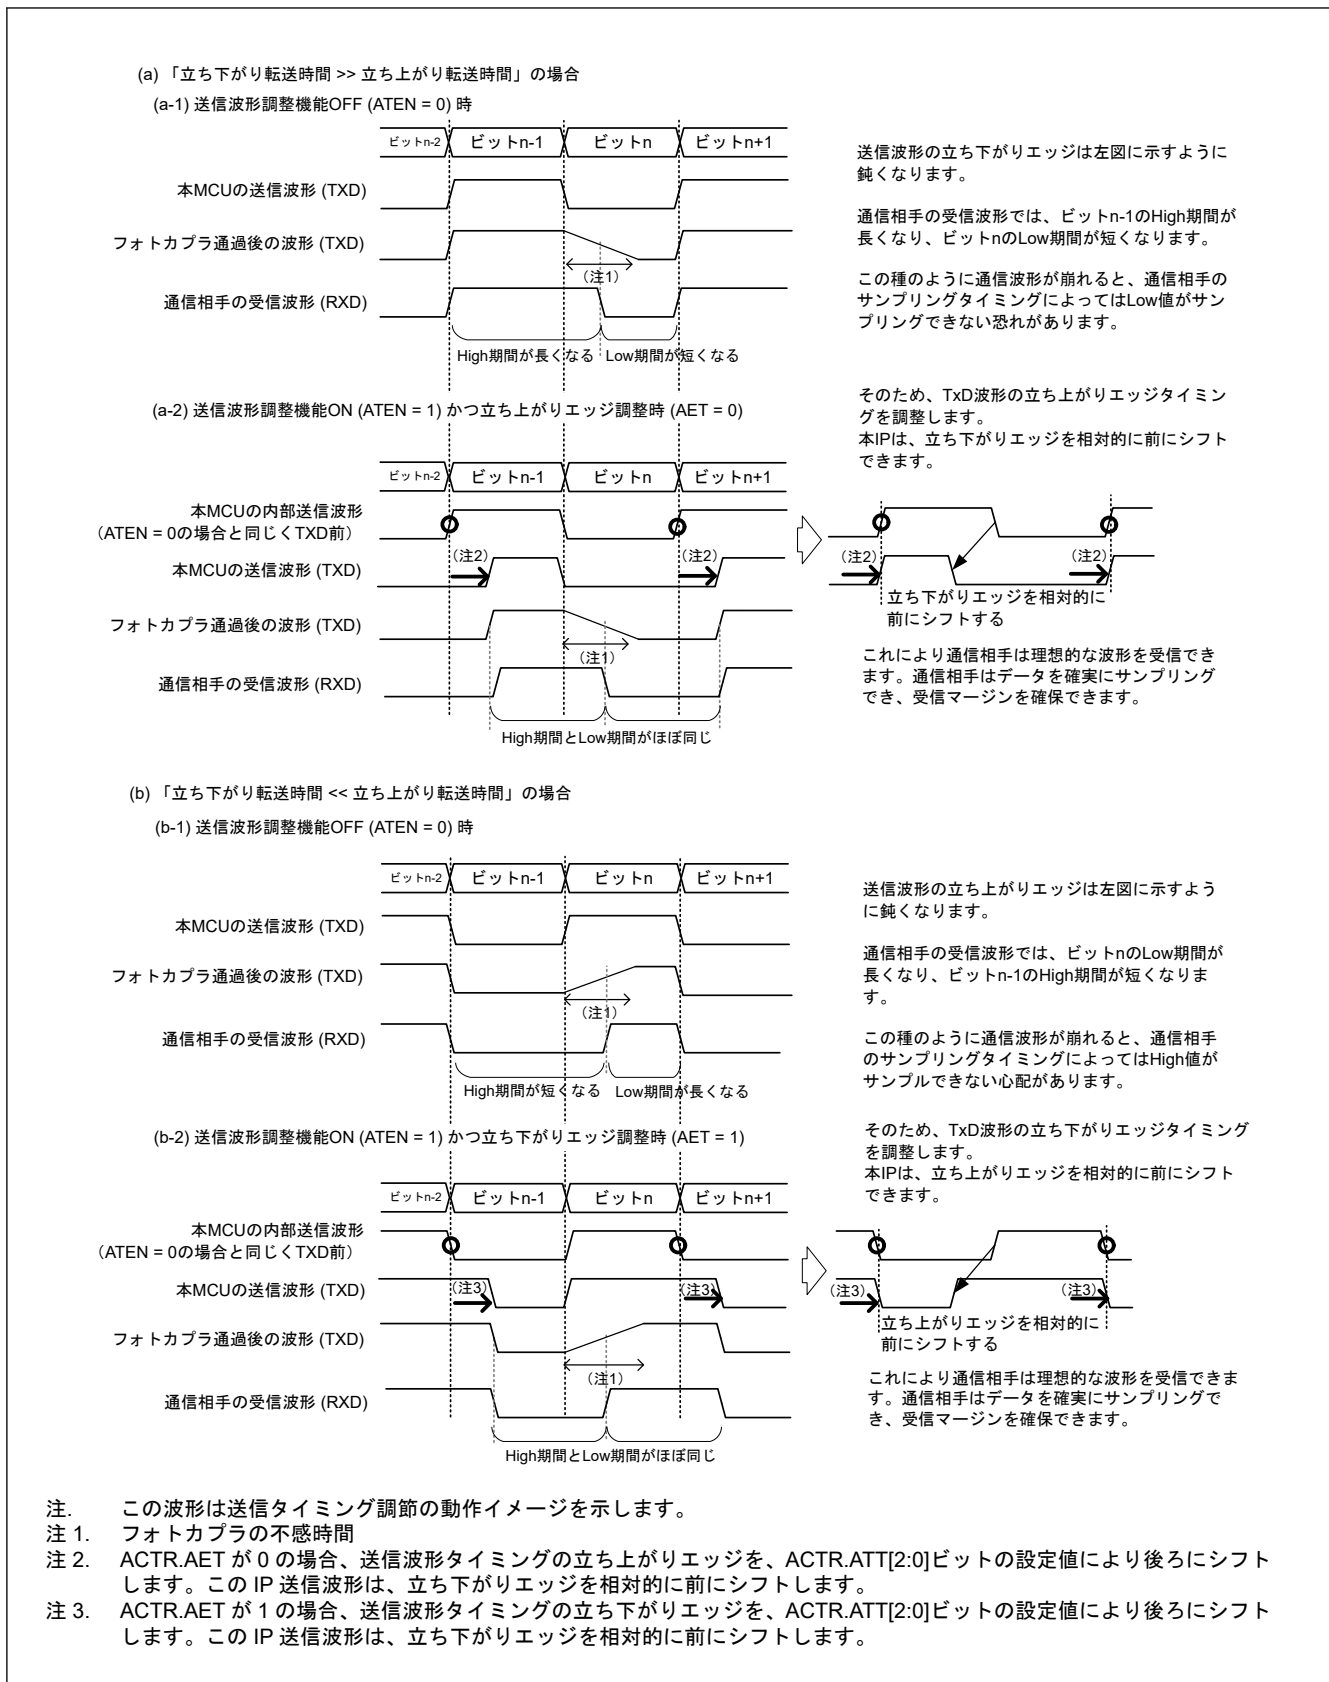 (a) 「立ち下がり転送時間 >> 立ち上がり転送時間」の場合
(a-1) 送信波形調整機能OFF (ATEN = 0) 時
ビットn-2 ビットn-1 ビットn ビットn+1
本MCUの送信波形 (TXD)
フォトカプラ通過後の波形 (TXD)
（注1）
通信相手の受信波形 (RXD)
High期間が長くなる Low期間が短くなる
送信波形の立ち下がりエッジは左図に示すように
鈍くなります。
通信相手の受信波形では、ビットn-1のHigh期間が
長くなり、ビットnのLow期間が短くなります。
この種のように通信波形が崩れると、通信相手の
サンプリングタイミングによってはLow値がサン
プリングできない恐れがあります。
(a-2) 送信波形調整機能ON (ATEN = 1) かつ立ち上がりエッジ調整時 (AET = 0)
ビットn-2 ビットn-1 ビットn ビットn+1
本MCUの内部送信波形
（ATEN = 0の場合と同じくTXD前）
（注2） （注2）
本MCUの送信波形 (TXD)
フォトカプラ通過後の波形 (TXD)
（注1）
通信相手の受信波形 (RXD)
High期間とLow期間がほぼ同じ
そのため、TxD波形の立ち上がりエッジタイミン
グを調整します。
本IPは、立ち下がりエッジを相対的に前にシフト
できます。
（注2） （注2）
立ち下がりエッジを相対的に
前にシフトする
これにより通信相手は理想的な波形を受信でき
ます。通信相手はデータを確実にサンプリング
でき、受信マージンを確保できます。
(b) 「立ち下がり転送時間 << 立ち上がり転送時間」の場合
(b-1) 送信波形調整機能OFF (ATEN = 0) 時
ビットn-2 ビットn-1 ビットn ビットn+1
本MCUの送信波形 (TXD)
フォトカプラ通過後の波形 (TXD)
（注1）
通信相手の受信波形 (RXD)
High期間が短くなる Low期間が長くなる
送信波形の立ち上がりエッジは左図に示すよう
に鈍くなります。
通信相手の受信波形では、ビットnのLow期間が
長くなり、ビットn-1のHigh期間が短くなりま
す。
この種のように通信波形が崩れると、通信相手
のサンプリングタイミングによってはHigh値が
サンプルできない心配があります。
(b-2) 送信波形調整機能ON (ATEN = 1) かつ立ち下がりエッジ調整時 (AET = 1)
ビットn-2 ビットn-1 ビットn ビットn+1
本MCUの内部送信波形
（ATEN = 0の場合と同じくTXD前）
本MCUの送信波形 (TXD)
（注3） （注3）
フォトカプラ通過後の波形 (TXD)
（注1）
通信相手の受信波形 (RXD)
High期間とLow期間がほぼ同じ
そのため、TxD波形の立ち下がりエッジタイミング
を調整します。
本IPは、立ち上がりエッジを相対的に前にシフト
できます。
（注3） （注3）
立ち上がりエッジを相対的に
前にシフトする
これにより通信相手は理想的な波形を受信できま
す。通信相手はデータを確実にサンプリングで
き、受信マージンを確保できます。
注. この波形は送信タイミング調節の動作イメージを示します。
注 1. フォトカプラの不感時間
注 2. ACTR.AET が 0 の場合、送信波形タイミングの立ち上がりエッジを、ACTR.ATT[2:0]ビットの設定値により後ろにシフト
します。この IP 送信波形は、立ち下がりエッジを相対的に前にシフトします。
注 3. ACTR.AET が 1 の場合、送信波形タイミングの立ち下がりエッジを、ACTR.ATT[2:0]ビットの設定値により後ろにシフト
します。この IP 送信波形は、立ち下がりエッジを相対的に前にシフトします。